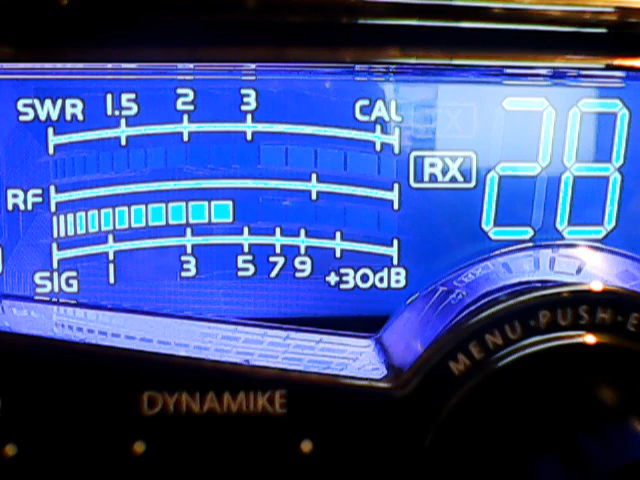 SWR 1.5 2 3 CAL
RX
28
RF
SIG 1 3 5 7 9 +30dB
MENU·PUSH·E
DYNAMIKE